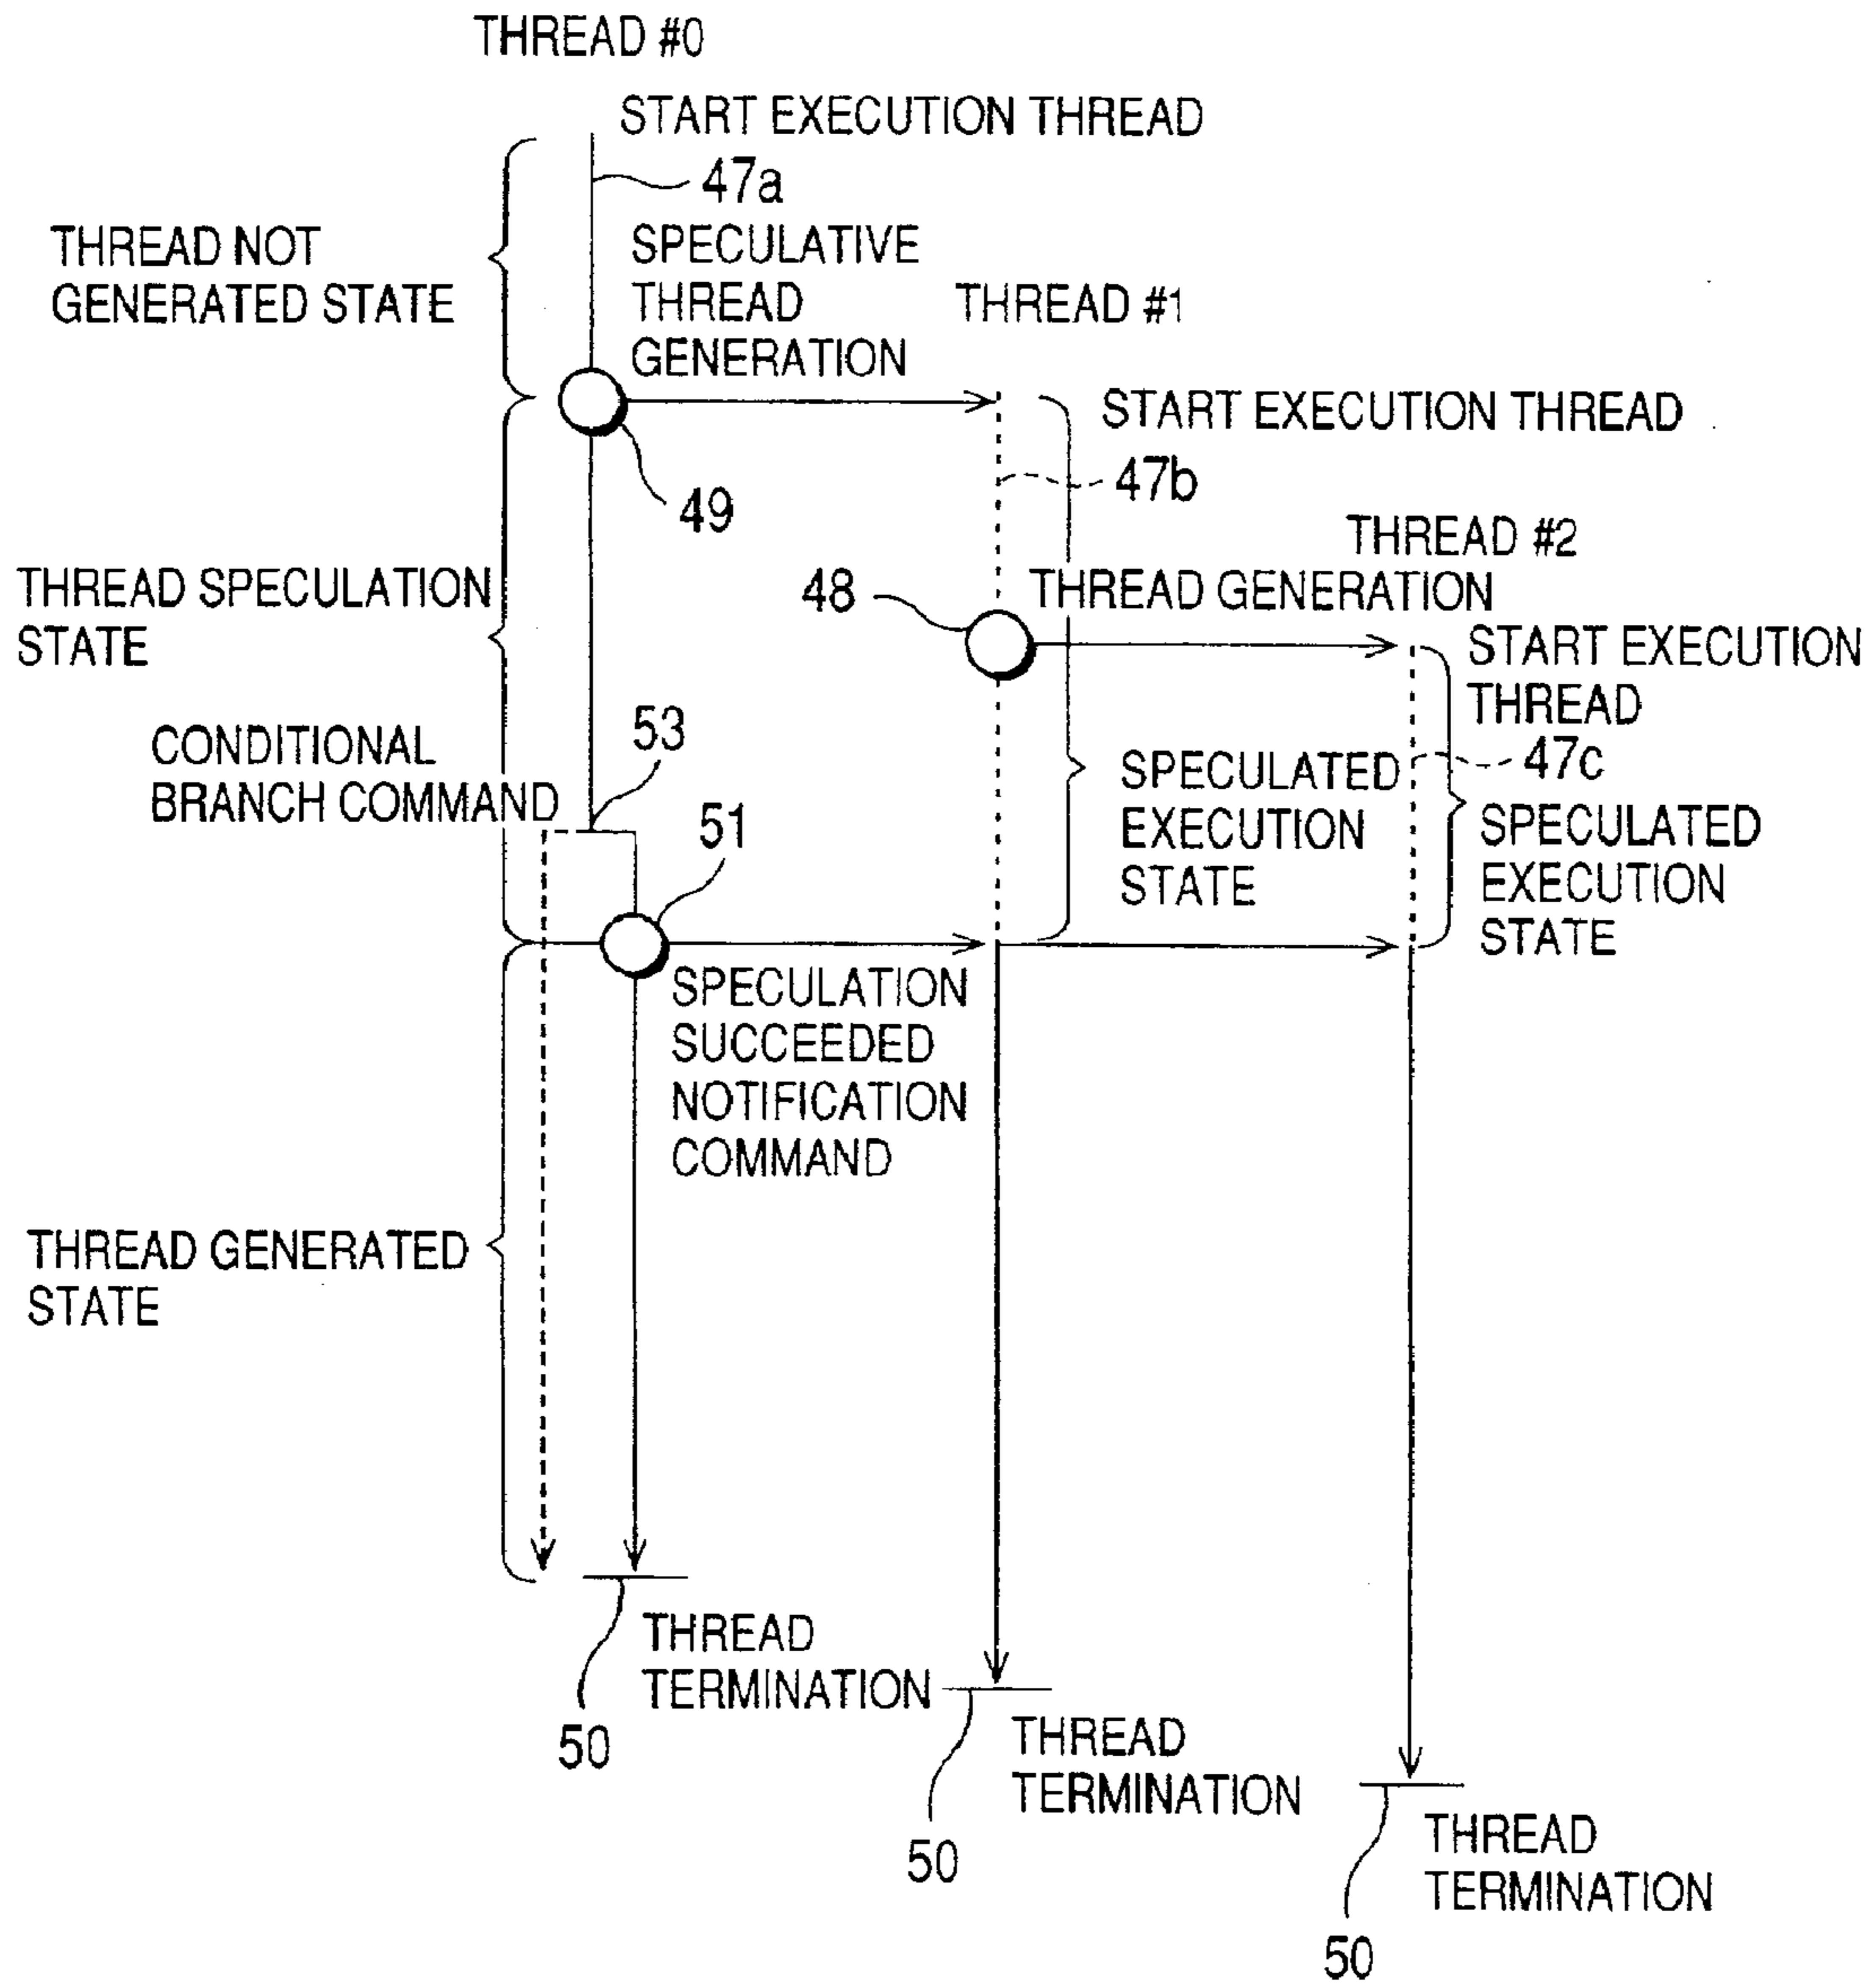 THREAD #0
START EXECUTION THREAD
47a
THREAD NOT
GENERATED STATE
SPECULATIVE
THREAD
GENERATION
THREAD #1
START EXECUTION THREAD
47b
49
THREAD #2
THREAD SPECULATION
STATE
48
THREAD GENERATION
START EXECUTION
THREAD
47c
CONDITIONAL
BRANCH COMMAND
53
51
SPECULATED
EXECUTION
STATE
SPECULATED
EXECUTION
STATE
SPECULATION
SUCCEEDED
NOTIFICATION
COMMAND
THREAD GENERATED
STATE
THREAD
TERMINATION
50
THREAD
TERMINATION
50
THREAD
TERMINATION
50